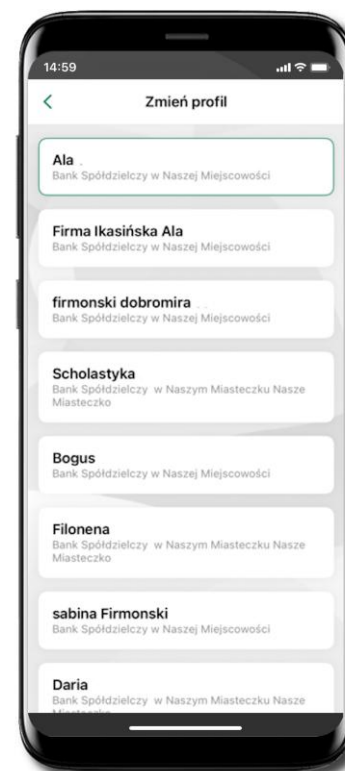 14:59
Zmień profil
Ala
Bank Spółdzielczy w Naszej Miejscowości
Firma Ikasińska Ala
Bank Spółdzielczy w Naszej Miejscowości
firmonski dobromira
Bank Spółdzielczy w Naszej Miejscowości
Scholastyka
Bank Spółdzielczy w Naszym Miasteczku Nasze
Miasteczko
Bogus
Bank Spółdzielczy w Naszej Miejscowości
Filonena
Bank Spółdzielczy w Naszym Miasteczku Nasze
Miasteczko
sabina Firmonski
Bank Spółdzielczy w Naszej Miejscowości
Daria
Bank Spółdzielczy w Naszym Miasteczku Nasze